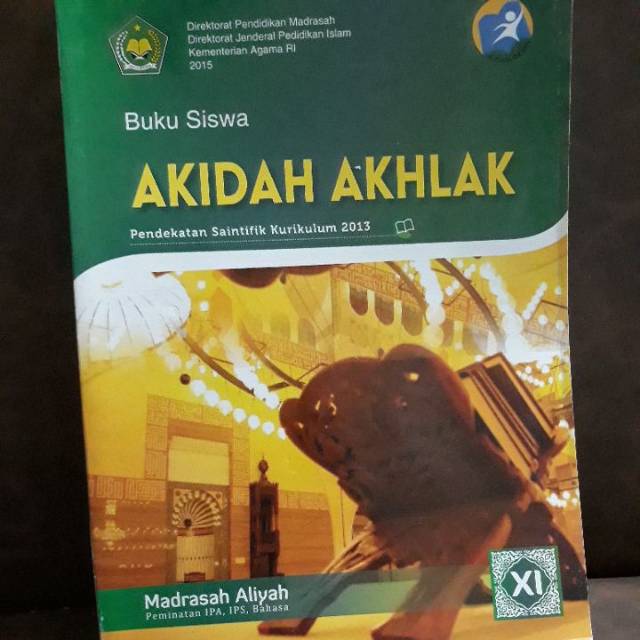 Direktorat Pendidikan Madrasah
Direktorat Jenderal Pedidikan Islam
Kementerian Agama RI
2015
Buku Siswa
AKIDAH AKHLAK
Pendekatan Saintifik Kurikulum 2013
Madrasah Aliyah
Peminatan IPA, IPS, Bahasa
XI